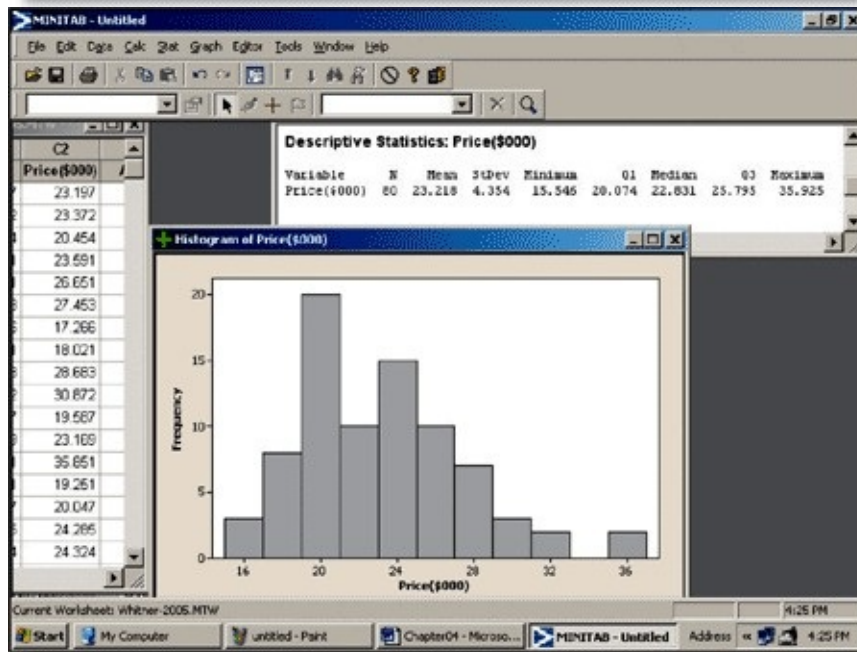 MINITAB - Untitled
File Edit Data Calc Stat Graph Editor Tools Window Help
C2
Price($000)
23.197
23.372
20.454
23.591
26.651
27.453
17.266
18.021
28.683
30.872
19.587
23.169
35.851
19.251
20.047
24.285
24.324
Descriptive Statistics: Price($000)
Variable N Mean StDev Minimum Q1 Median Q3 Maximum
Price($000) 80 23.218 4.354 15.546 20.074 22.831 25.795 35.925
Histogram of Price($000)
Frequency
20
15
10
5
0
16 20 24 28 32 36
Price($000)
Current Worksheet: Whitner-2005.MTW
4:25 PM
Start My Computer untitled - Paint Chapter04 - Microso... MINITAB - Untitled Address « 4:25 PM